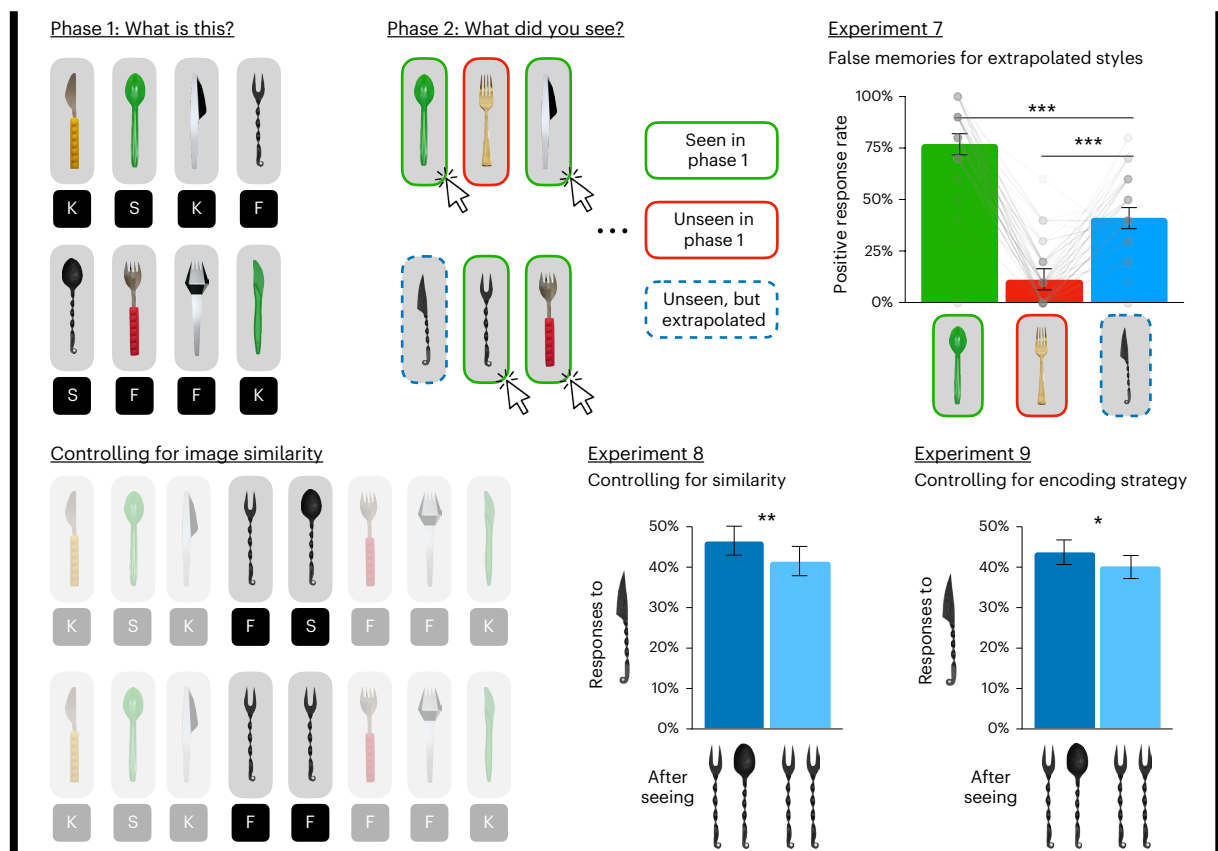 Phase 1: What is this?
K S K F
S F F K
Phase 2: What did you see?
Seen in
phase 1
...
Unseen in
phase 1
Unseen, but
extrapolated
Experiment 7
False memories for extrapolated styles
Positive response rate
100%
75%
50%
25%
0%
***
***
Controlling for image similarity
K S K F S F F K
K S K F F F F K
Experiment 8
Controlling for similarity
Responses to
50%
40%
30%
20%
10%
0%
**
After
seeing
Experiment 9
Controlling for encoding strategy
Responses to
50%
40%
30%
20%
10%
0%
*
After
seeing